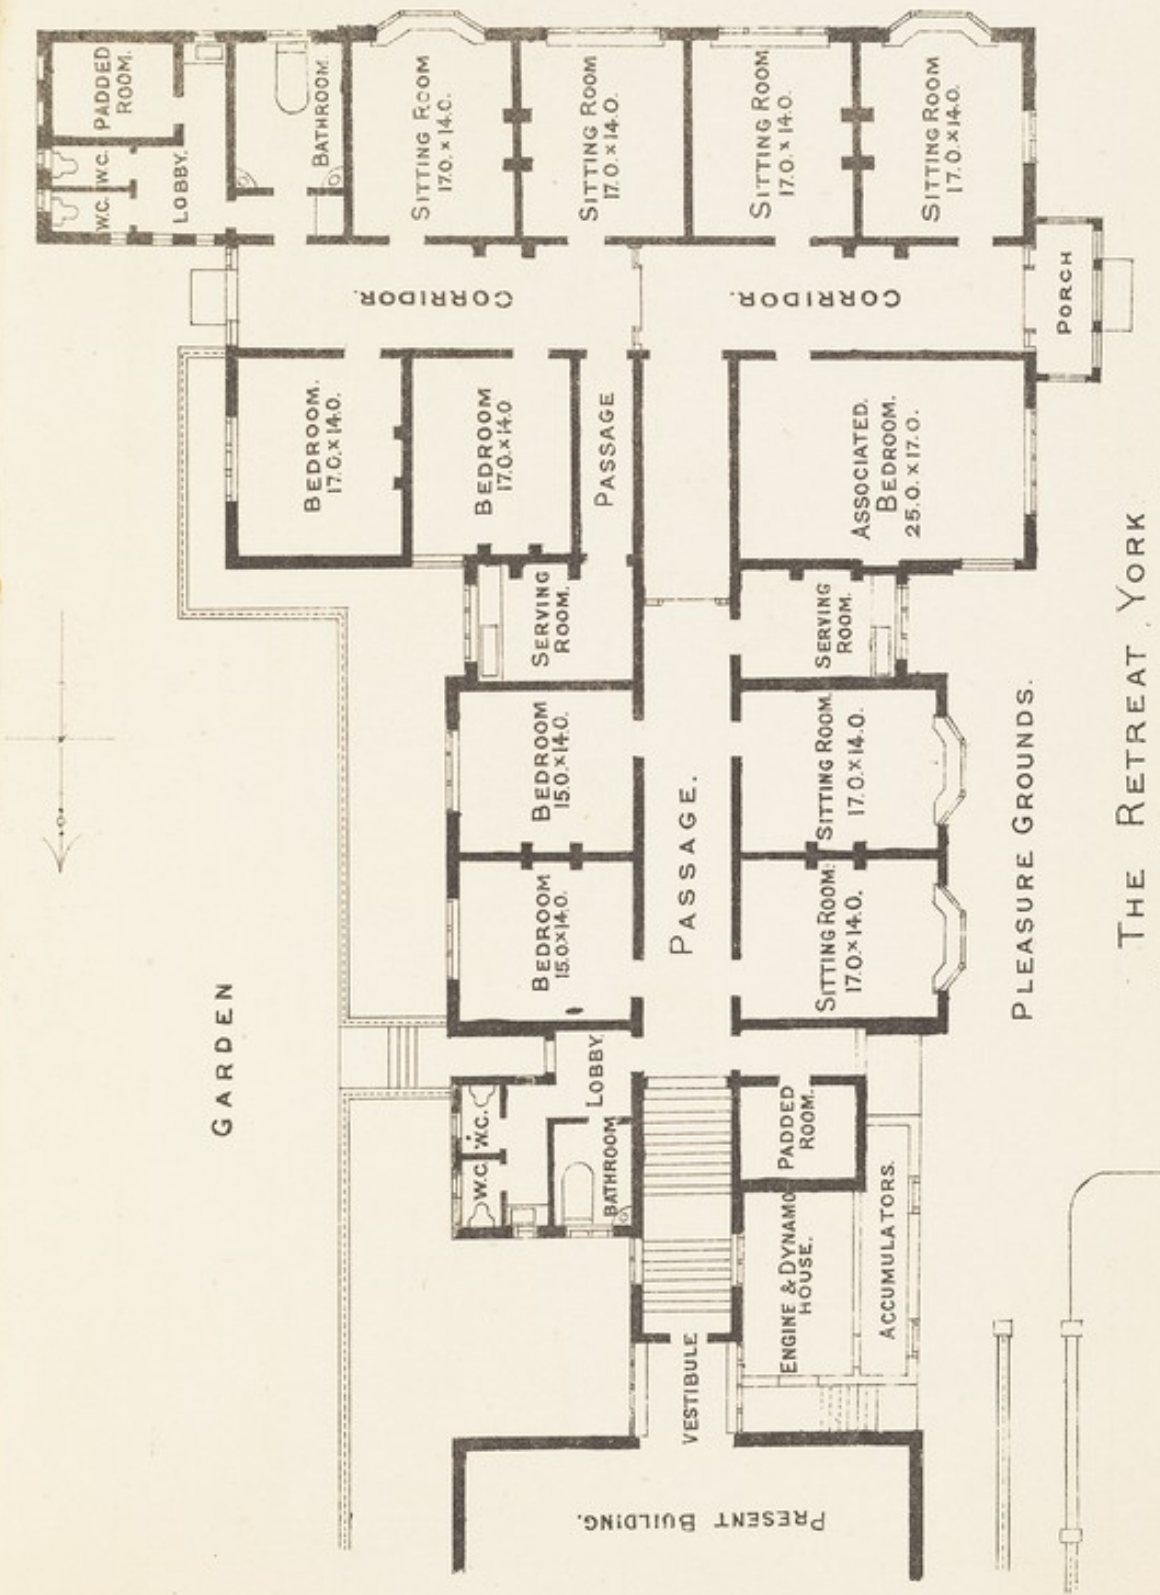 PADDED
ROOM.
W.C.
W.C.
LOBBY.
BATHROOM.
SITTING ROOM
17.0. × 14.0.
SITTING ROOM
17.0. × 14.0.
SITTING ROOM
17.0. × 14.0.
SITTING ROOM
17.0. × 14.0.
CORRIDOR.
CORRIDOR.
PORCH
BEDROOM.
17.0. × 14.0.
BEDROOM
17.0. × 14.0
PASSAGE
ASSOCIATED.
BEDROOM.
25.0. × 17.0.
SERVING
ROOM.
SERVING
ROOM.
BEDROOM
15.0. × 14.0.
SITTING ROOM.
17.0. × 14.0.
PASSAGE.
BEDROOM
15.0. × 14.0.
SITTING ROOM.
17.0. × 14.0.
GARDEN
PLEASURE GROUNDS.
THE RETREAT YORK
LOBBY.
W.C.
W.C.
BATHROOM
PADDED
ROOM.
ENGINE & DYNAMO
HOUSE.
ACCUMULATORS.
VESTIBULE
PRESENT BUILDING.